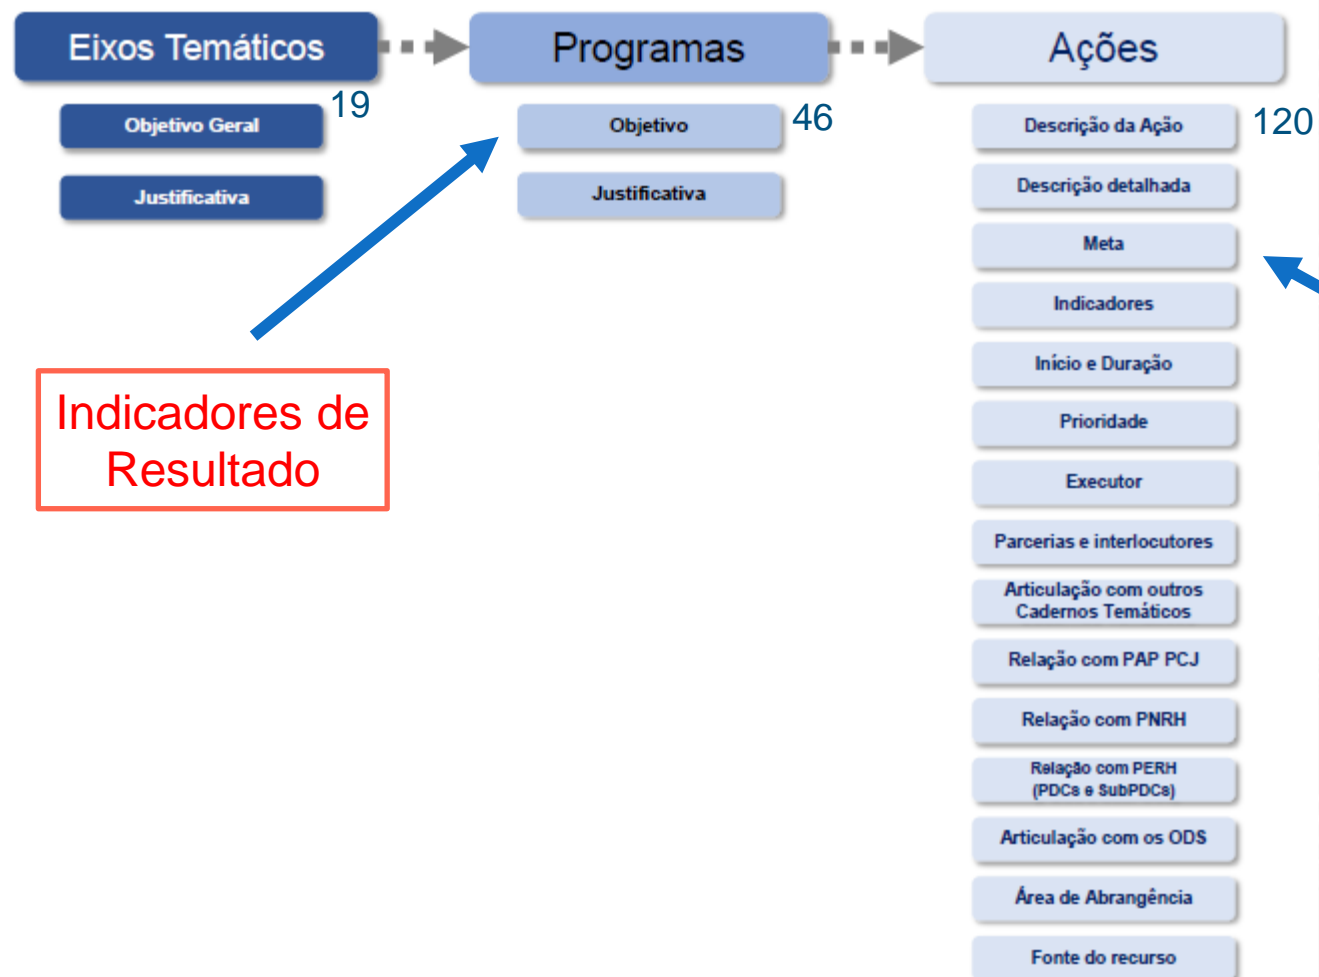 Eixos Temáticos
Objetivo Geral
19
Justificativa
Programas
Objetivo
46
Justificativa
Indicadores de
Resultado
Ações
Descrição da Ação
120
Descrição detalhada
Meta
Indicadores
Início e Duração
Prioridade
Executor
Parcerias e interlocutores
Articulação com outros
Cadernos Temáticos
Relação com PAP PCJ
Relação com PNRH
Relação com PERH
(PDCs e SubPDCs)
Articulação com os ODS
Área de Abrangência
Fonte do recurso